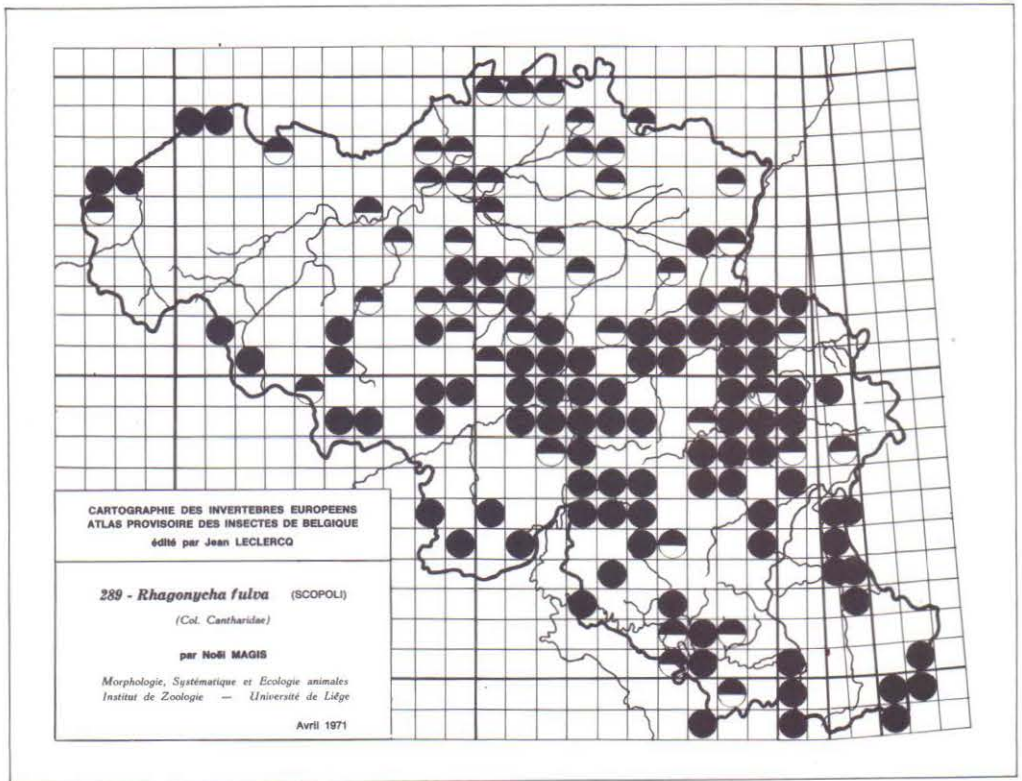 CARTOGRAPHIE DES INVERTEBRES EUROPEENS
ATLAS PROVISOIRE DES INSECTES DE BELGIQUE
édité par Jean LECLERCQ
289 - Rhagonycha fulva (SCOPOLI)
(Col. Cantharidae)
par Noël MAGIS
Morphologie, Systématique et Ecologie animales
Institut de Zoologie — Université de Liége
Avril 1971